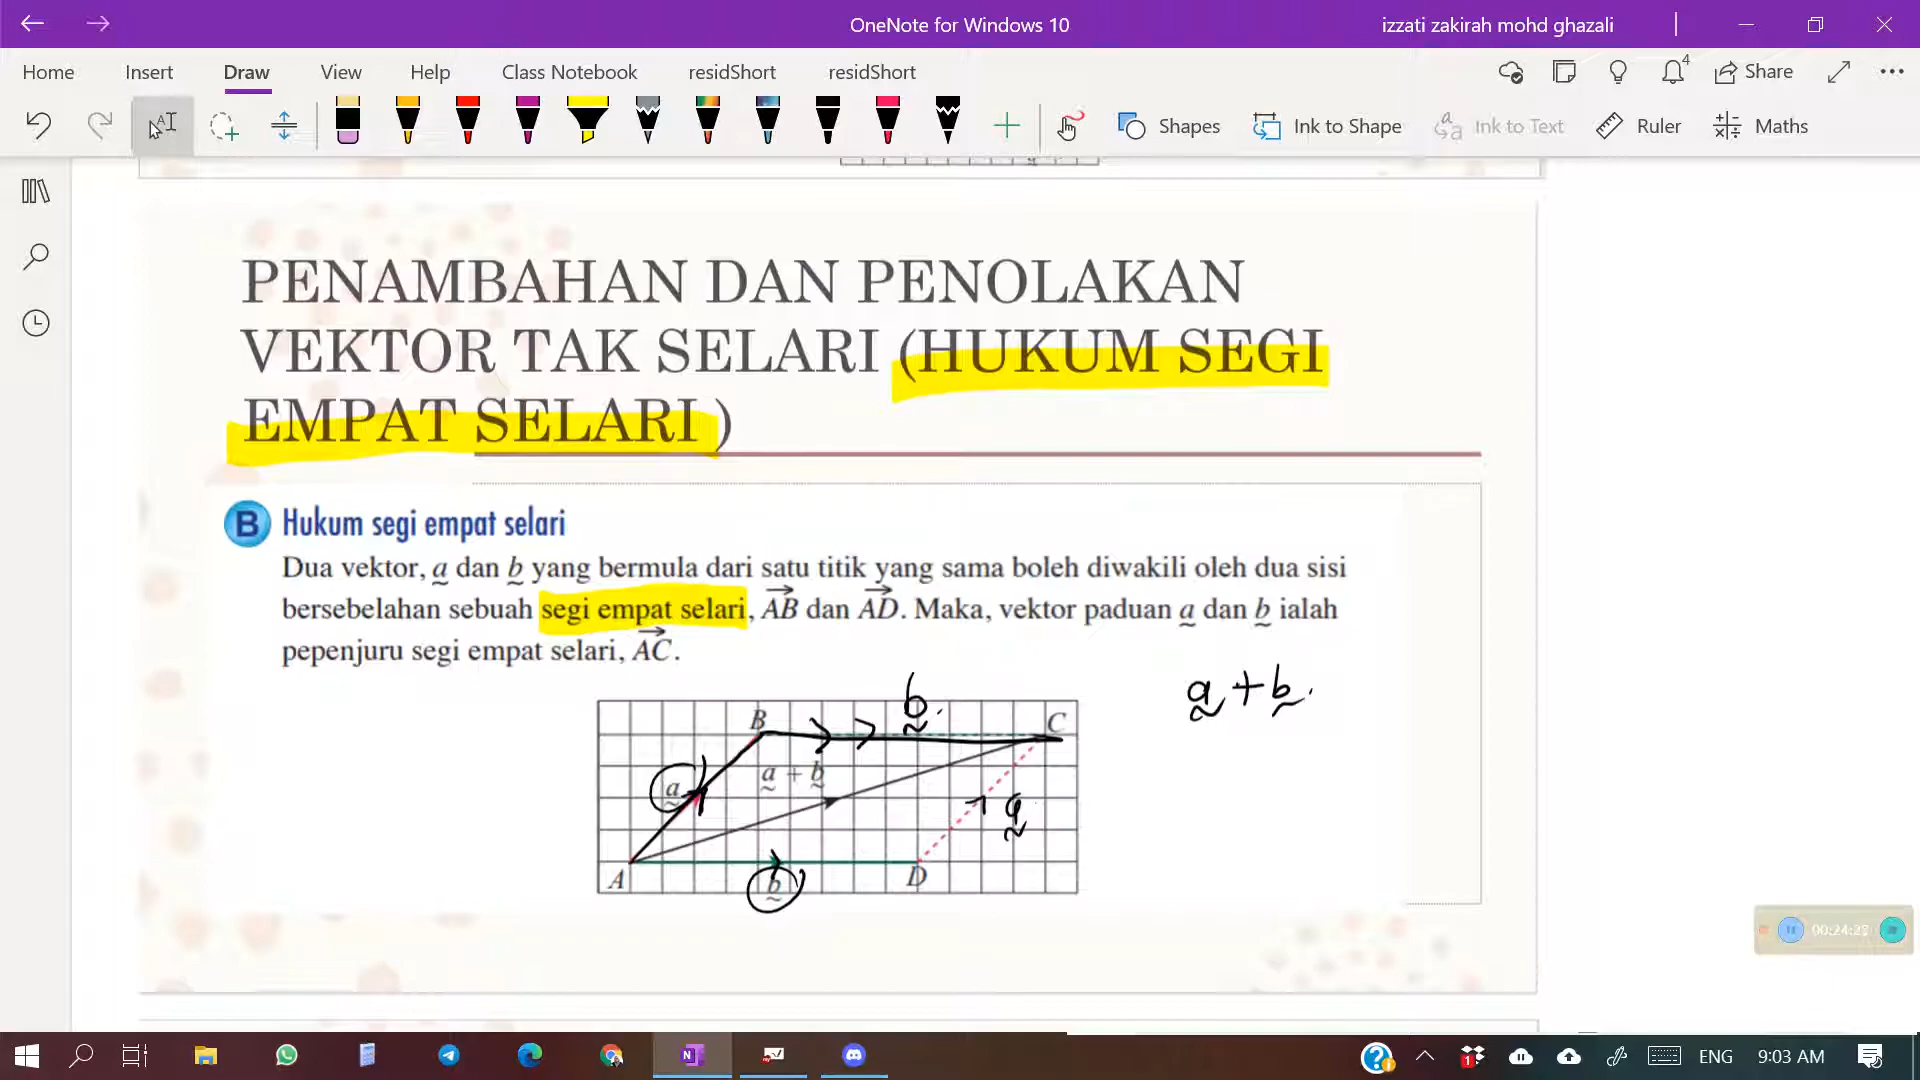 OneNote for Windows 10
izzati zakirah mohd ghazali
Home Insert Draw View Help Class Notebook residShort residShort
4
Share
Shapes Ink to Shape Ink to Text Ruler Maths
PENAMBAHAN DAN PENOLAKAN
VEKTOR TAK SELARI (HUKUM SEGI
EMPAT SELARI )
B Hukum segi empat selari
Dua vektor, a dan b yang bermula dari satu titik yang sama boleh diwakili oleh dua sisi
bersebelahan sebuah segi empat selari, AB dan AD. Maka, vektor paduan a dan b ialah
pepenjuru segi empat selari, AC.
a + b
b
B C
a a + b
a
A b D
ENG 9:03 AM